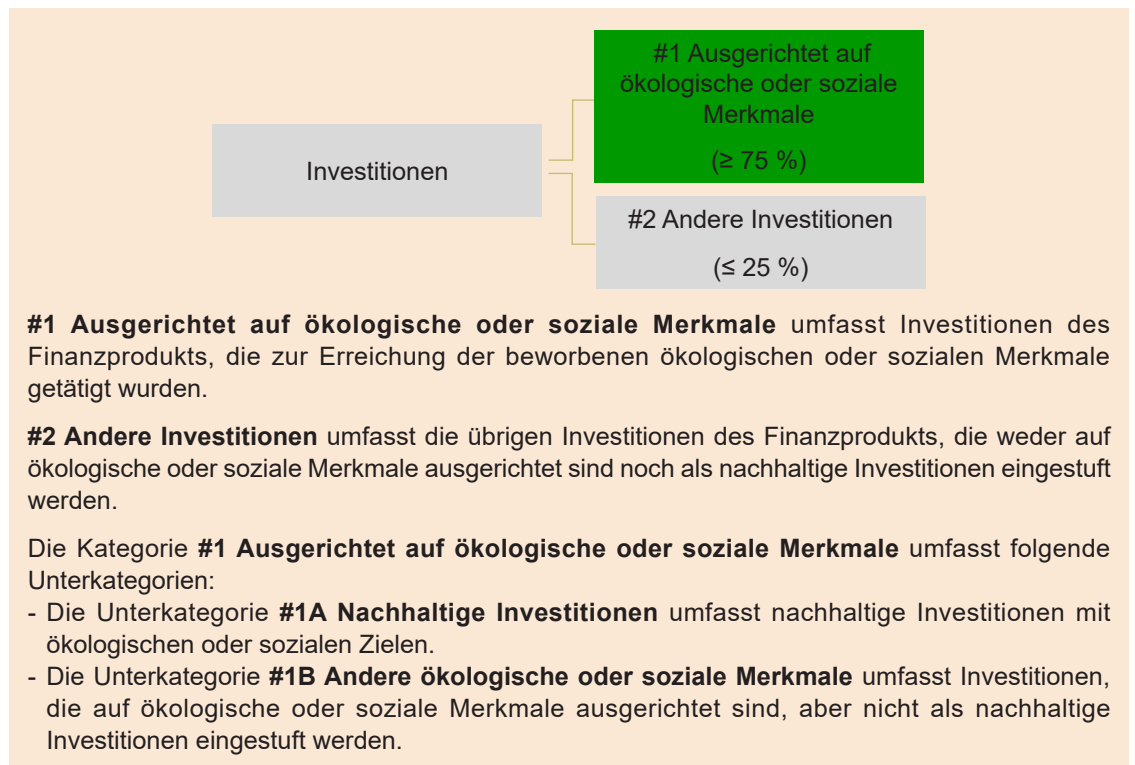 #1 Ausgerichtet auf
ökologische oder soziale
Merkmale
(≥ 75 %)
Investitionen
#2 Andere Investitionen
(≤ 25 %)
#1 Ausgerichtet auf ökologische oder soziale Merkmale umfasst Investitionen des
Finanzprodukts, die zur Erreichung der beworbenen ökologischen oder sozialen Merkmale
getätigt wurden.
#2 Andere Investitionen umfasst die übrigen Investitionen des Finanzprodukts, die weder auf
ökologische oder soziale Merkmale ausgerichtet sind noch als nachhaltige Investitionen eingestuft
werden.
Die Kategorie #1 Ausgerichtet auf ökologische oder soziale Merkmale umfasst folgende
Unterkategorien:
- Die Unterkategorie #1A Nachhaltige Investitionen umfasst nachhaltige Investitionen mit
ökologischen oder sozialen Zielen.
- Die Unterkategorie #1B Andere ökologische oder soziale Merkmale umfasst Investitionen,
die auf ökologische oder soziale Merkmale ausgerichtet sind, aber nicht als nachhaltige
Investitionen eingestuft werden.